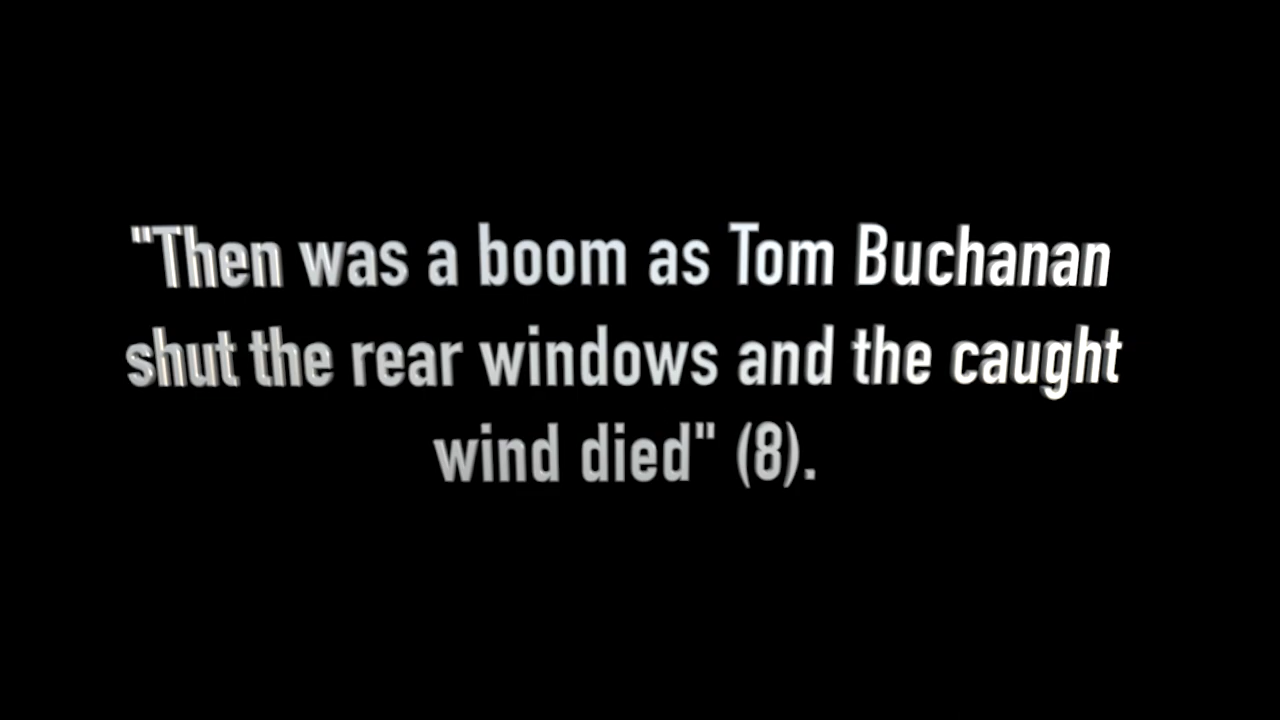 "Then was a boom as Tom Buchanan
shut the rear windows and the caught
wind died" (8).